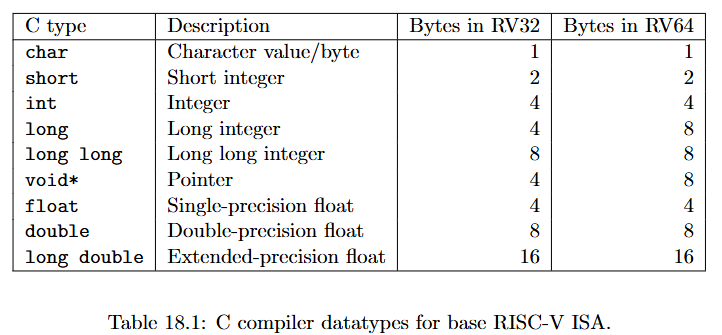 C type Description Bytes in RV32 Bytes in RV64
char Character value/byte 1 1
short Short integer 2 2
int Integer 4 4
long Long integer 4 8
long long Long long integer 8 8
void* Pointer 4 8
float Single-precision float 4 4
double Double-precision float 8 8
long double Extended-precision float 16 16
Table 18.1: C compiler datatypes for base RISC-V ISA.